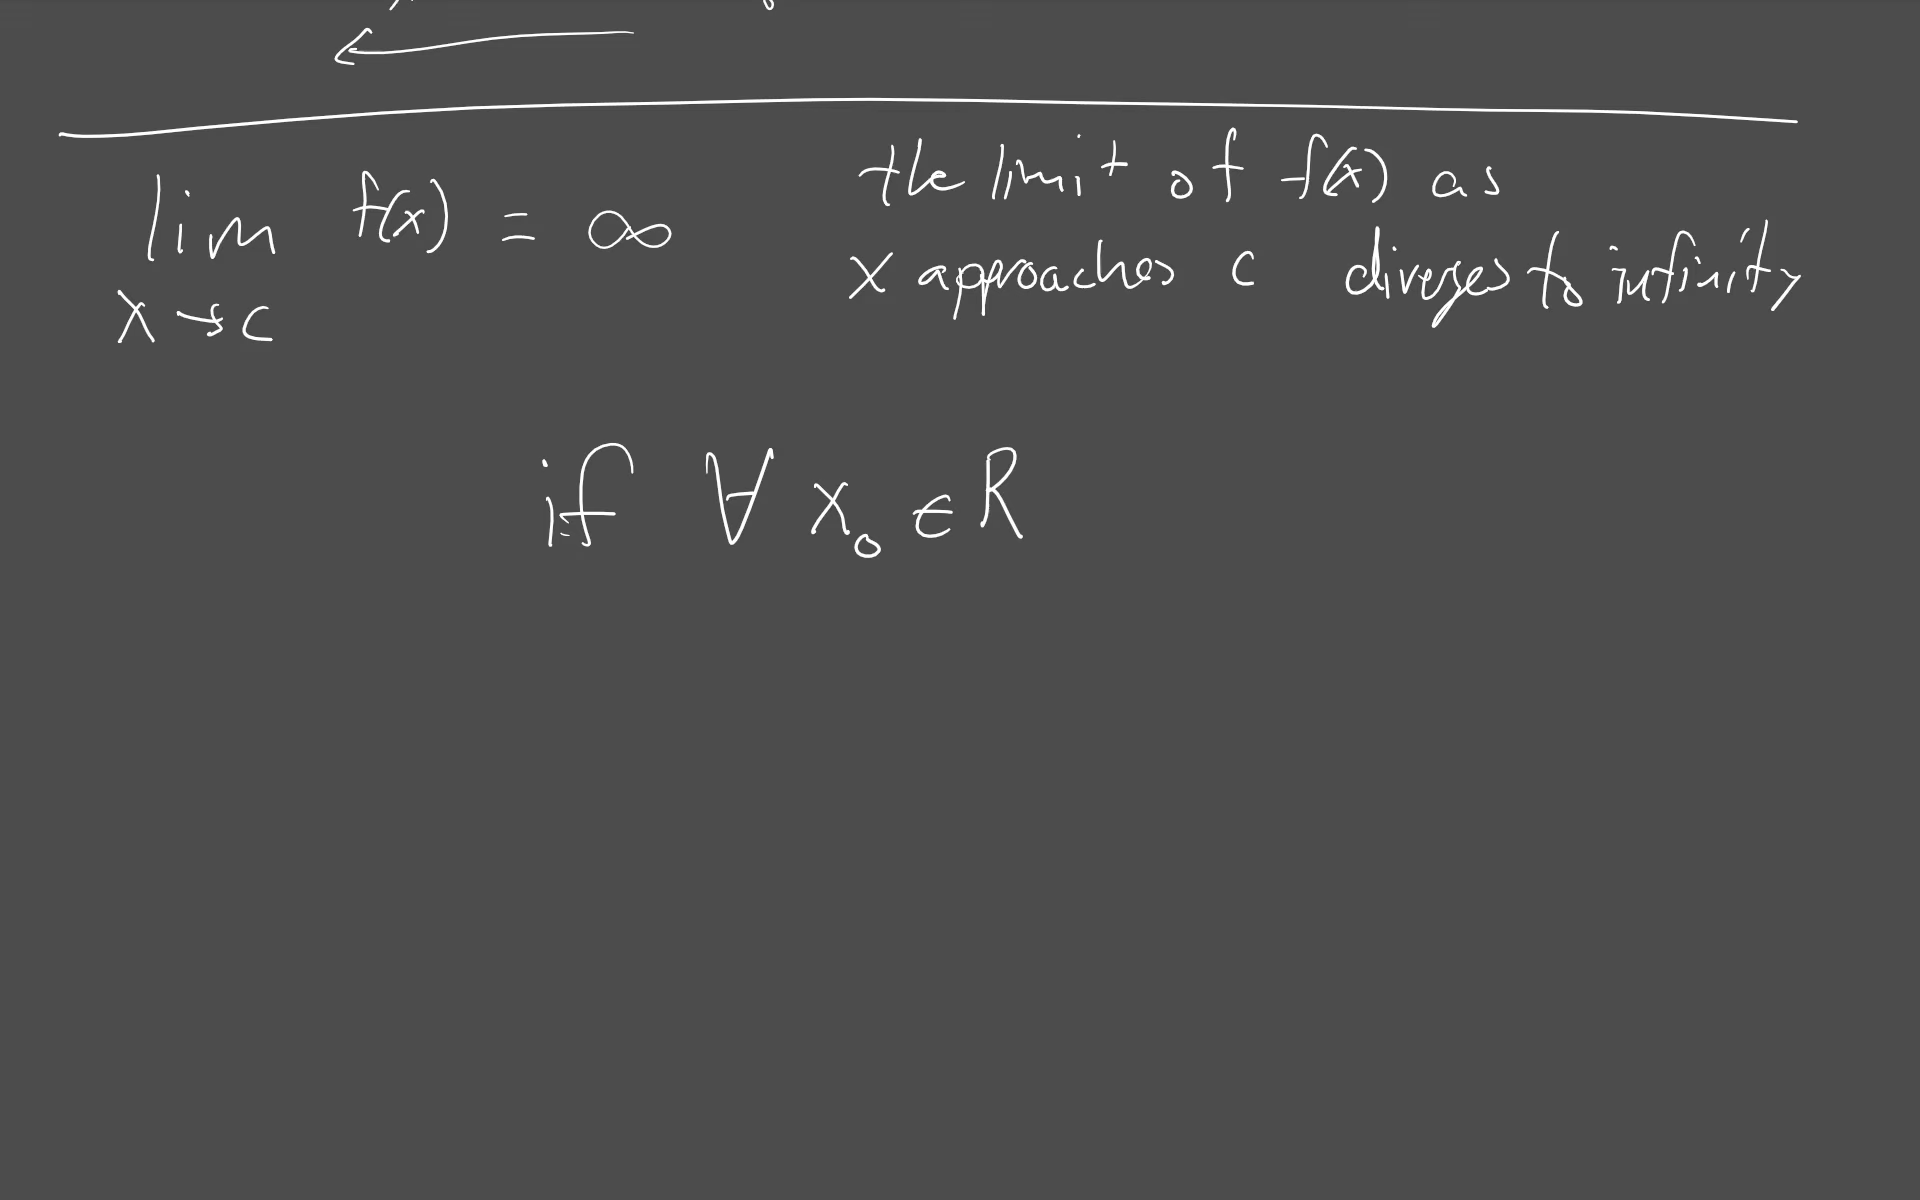 lim f(x) = ∞
x → c
the limit of f(x) as
x approaches c diverges to infinity
if ∀ x₀ ∈ R